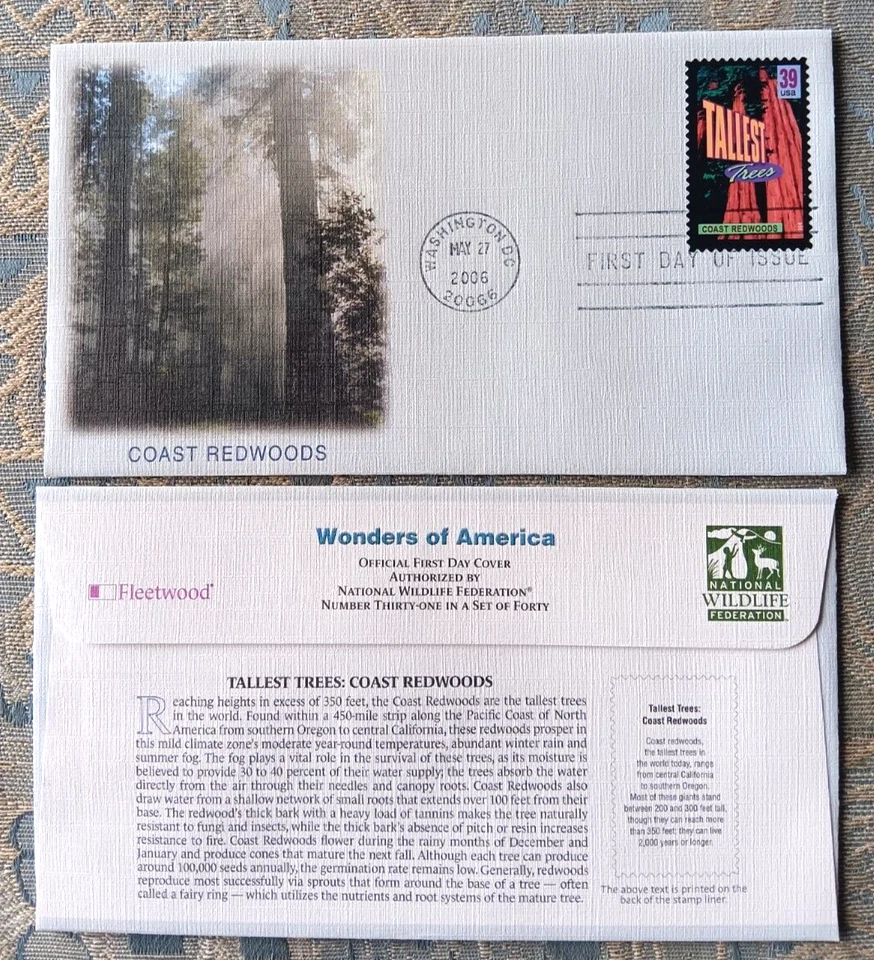 39
USA
TALLEST
Trees
COAST REDWOODS
WASHINGTON DC
MAY 27
2006
20066
FIRST DAY OF ISSUE
COAST REDWOODS
Wonders of America
OFFICIAL FIRST DAY COVER
AUTHORIZED BY
NATIONAL WILDLIFE FEDERATION®
NUMBER THIRTY-ONE IN A SET OF FORTY
Fleetwood®
NATIONAL
WILDLIFE
FEDERATION
TALLEST TREES: COAST REDWOODS
Reaching heights in excess of 350 feet, the Coast Redwoods are the tallest trees
in the world. Found within a 450-mile strip along the Pacific Coast of North
America from southern Oregon to central California, these redwoods prosper in
this mild climate zone's moderate year-round temperatures, abundant winter rain and
summer fog. The fog plays a vital role in the survival of these trees, as its moisture is
believed to provide 30 to 40 percent of their water supply; the trees absorb the water
directly from the air through their needles and canopy roots. Coast Redwoods also
draw water from a shallow network of small roots that extends over 100 feet from their
base. The redwood's thick bark with a heavy load of tannins makes the tree naturally
resistant to fungi and insects, while the thick bark's absence of pitch or resin increases
resistance to fire. Coast Redwoods flower during the rainy months of December and
January and produce cones that mature the next fall. Although each tree can produce
around 100,000 seeds annually, the germination rate remains low. Generally, redwoods
reproduce most successfully via sprouts that form around the base of a tree — often
called a fairy ring — which utilizes the nutrients and root systems of the mature tree.
Tallest Trees:
Coast Redwoods
Coast redwoods,
the tallest trees in
the world today, range
from central California
to southern Oregon.
Most of these giants stand
between 200 and 300 feet tall,
though they can reach more
than 350 feet; they can live
2,000 years or longer.
The above text is printed on the
back of the stamp liner.